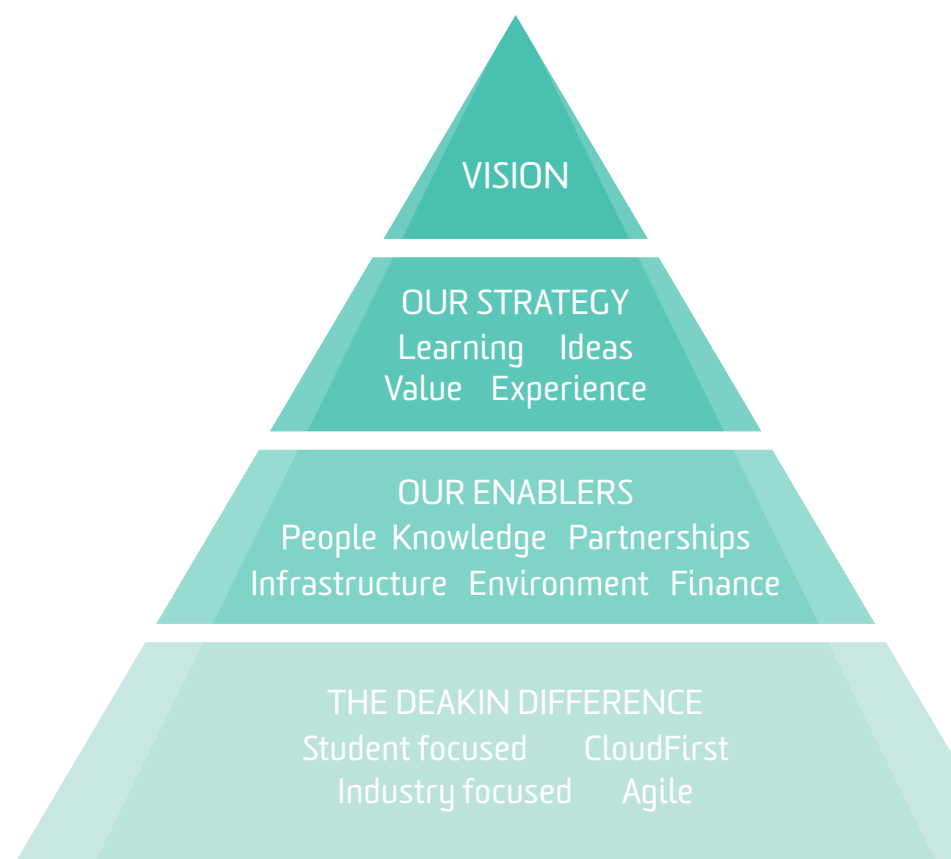 VISION
OUR STRATEGY
Learning Ideas
Value Experience
OUR ENABLERS
People Knowledge Partnerships
Infrastructure Environment Finance
THE DEAKIN DIFFERENCE
Student focused CloudFirst
Industry focused Agile